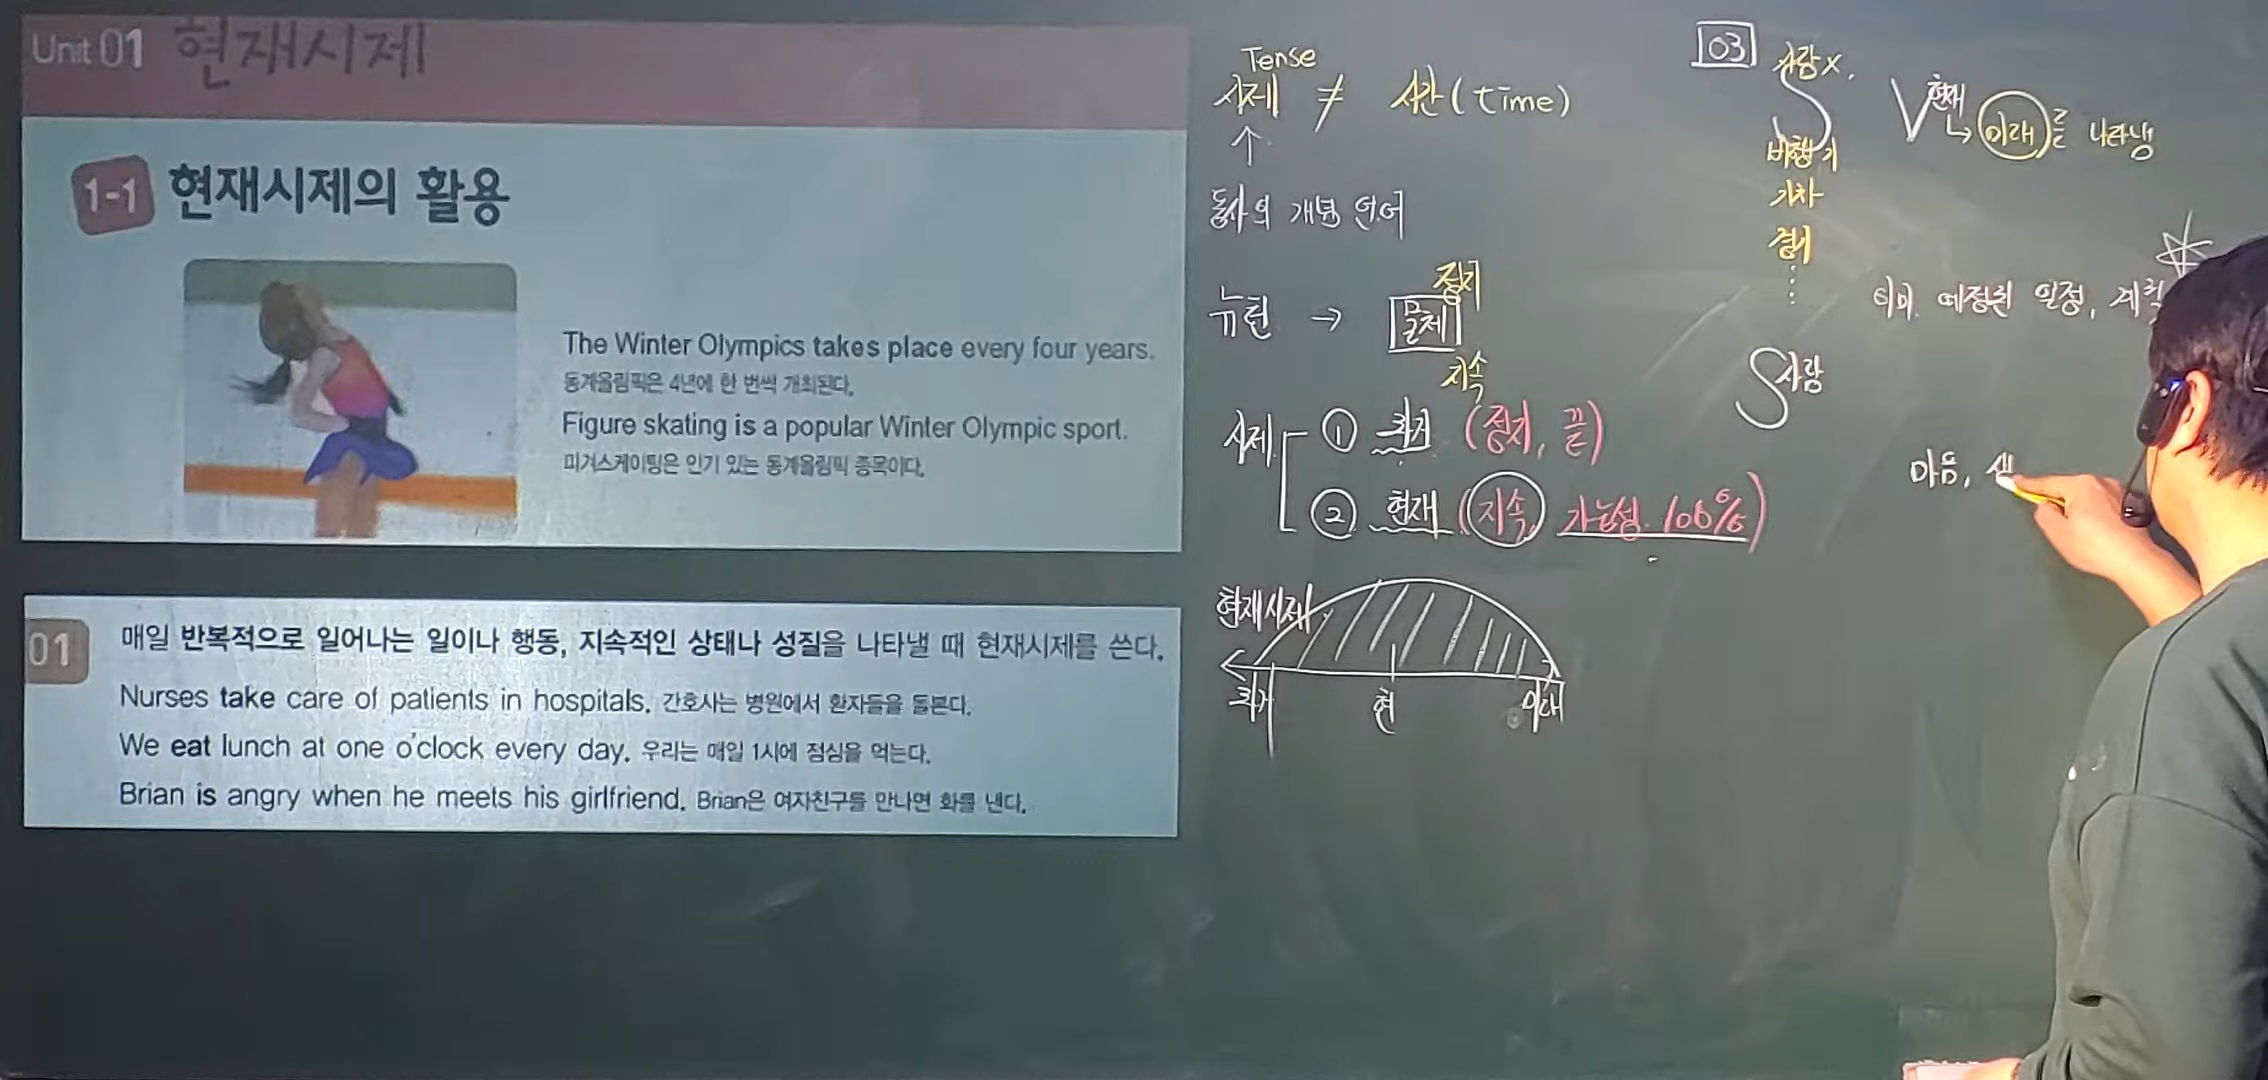 Unit 01 현재시제
1-1 현재시제의 활용
The Winter Olympics takes place every four years.
동계올림픽은 4년에 한 번씩 개최된다.
Figure skating is a popular Winter Olympic sport.
피겨스케이팅은 인기 있는 동계올림픽 종목이다.
01 매일 반복적으로 일어나는 일이나 행동, 지속적인 상태나 성질을 나타낼 때 현재시제를 쓴다.
Nurses take care of patients in hospitals. 간호사는 병원에서 환자들을 돌본다.
We eat lunch at one o'clock every day. 우리는 매일 1시에 점심을 먹는다.
Brian is angry when he meets his girlfriend. Brian은 여자친구를 만나면 화를 낸다.
Tense
시제 ≠ 시간(time)
↑
동사의 개념 언어
뉴턴 → 물체
정지
지속
시제 ① 과거 (정지, 끝)
② 현재 (지속, 가능성 100%)
현재시제
과거 현 미래
03 사람 X.
S V 현재
→ 미래를 나타냄
비행기
기차
경기
⋮
의미. 예정된 일정, 계획
S 사람
마음, 생